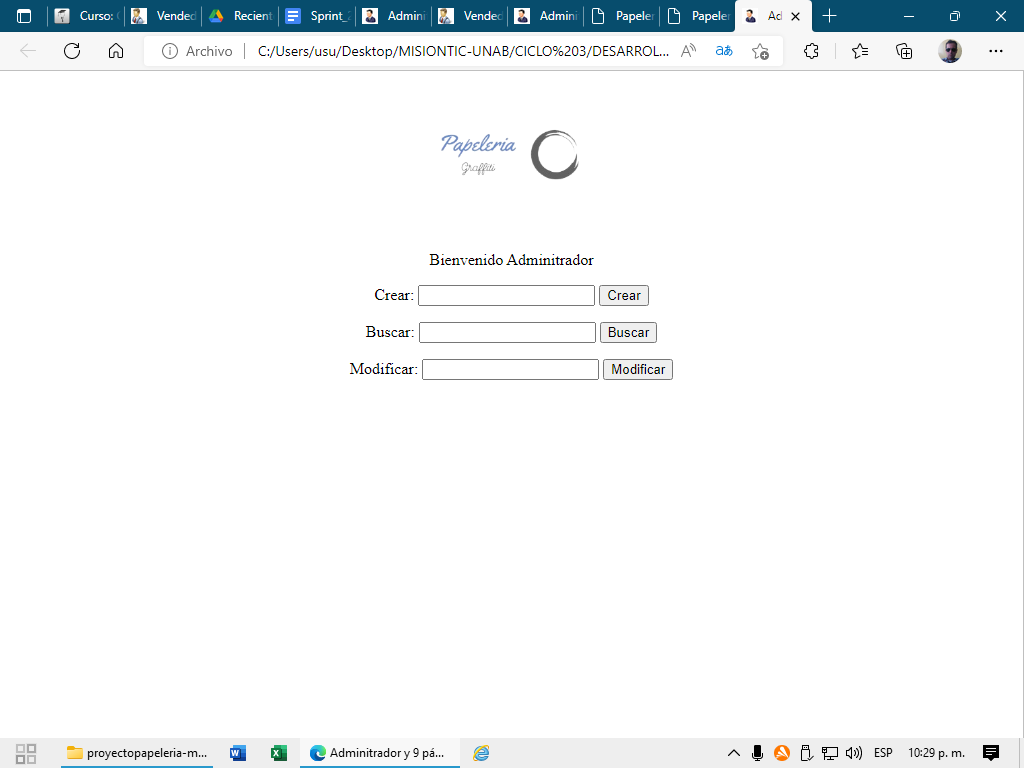 Curso: C
Vended
Recient
Sprint_2
Admini
Vended
Admini
Papeler
Papeler
Ad
Archivo
C:/Users/usu/Desktop/MISIONTIC-UNAB/CICLO%203/DESARROL...
Papeleria
Graffiti
Bienvenido Adminitrador
Crear:
Crear
Buscar:
Buscar
Modificar:
Modificar
proyectopapeleria-m...
Adminitrador y 9 pá...
ESP
10:29 p. m.